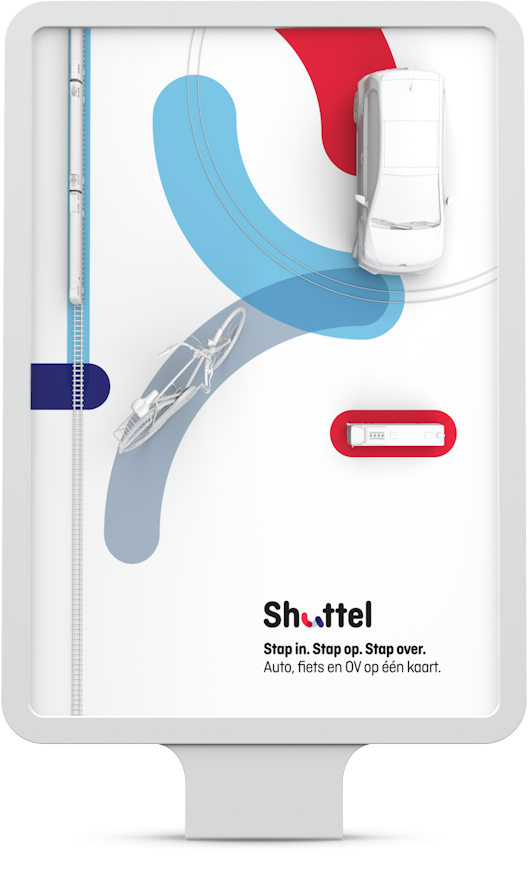 Shuttel
Stap in. Stap op. Stap over.
Auto, fiets en OV op één kaart.